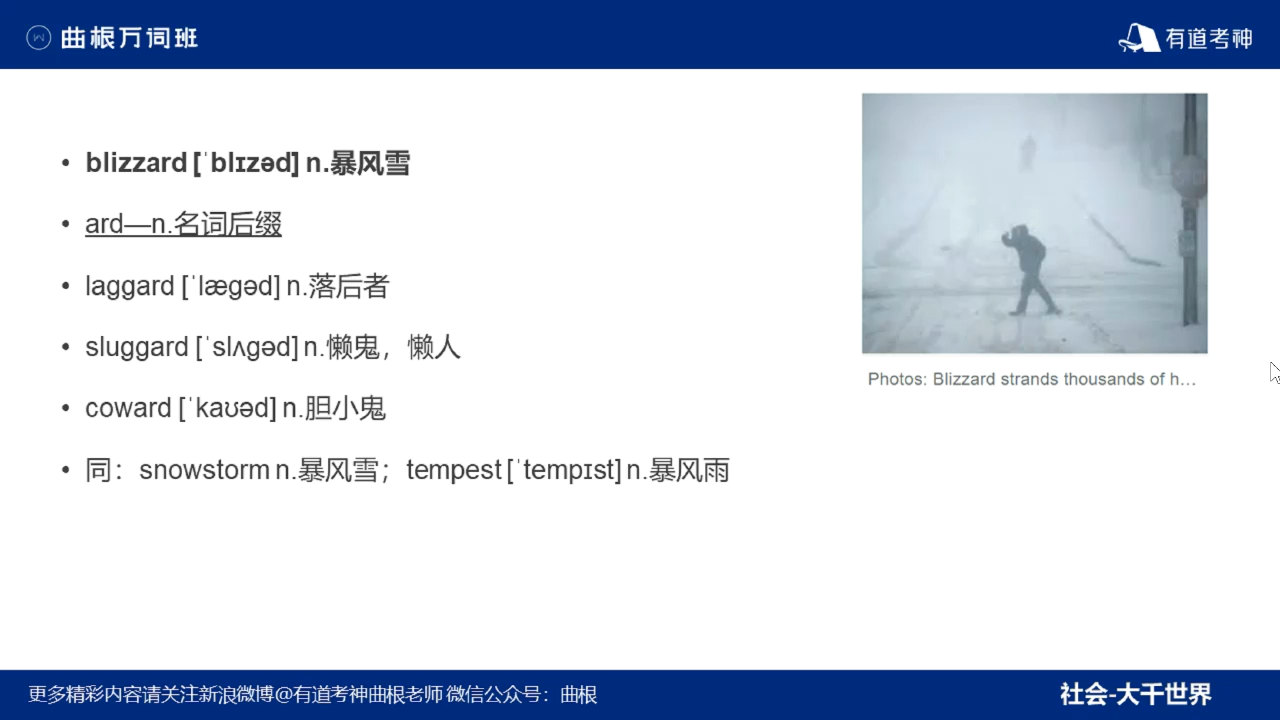 曲根万词班
有道考神
• blizzard [ˈblɪzəd] n.暴风雪
• ard—n.名词后缀
• laggard [ˈlægəd] n.落后者
• sluggard [ˈslʌgəd] n.懒鬼，懒人
• coward [ˈkaʊəd] n.胆小鬼
• 同：snowstorm n.暴风雪；tempest [ˈtempɪst] n.暴风雨
Photos: Blizzard strands thousands of h...
更多精彩内容请关注新浪微博@有道考神曲根老师 微信公众号：曲根
社会-大千世界